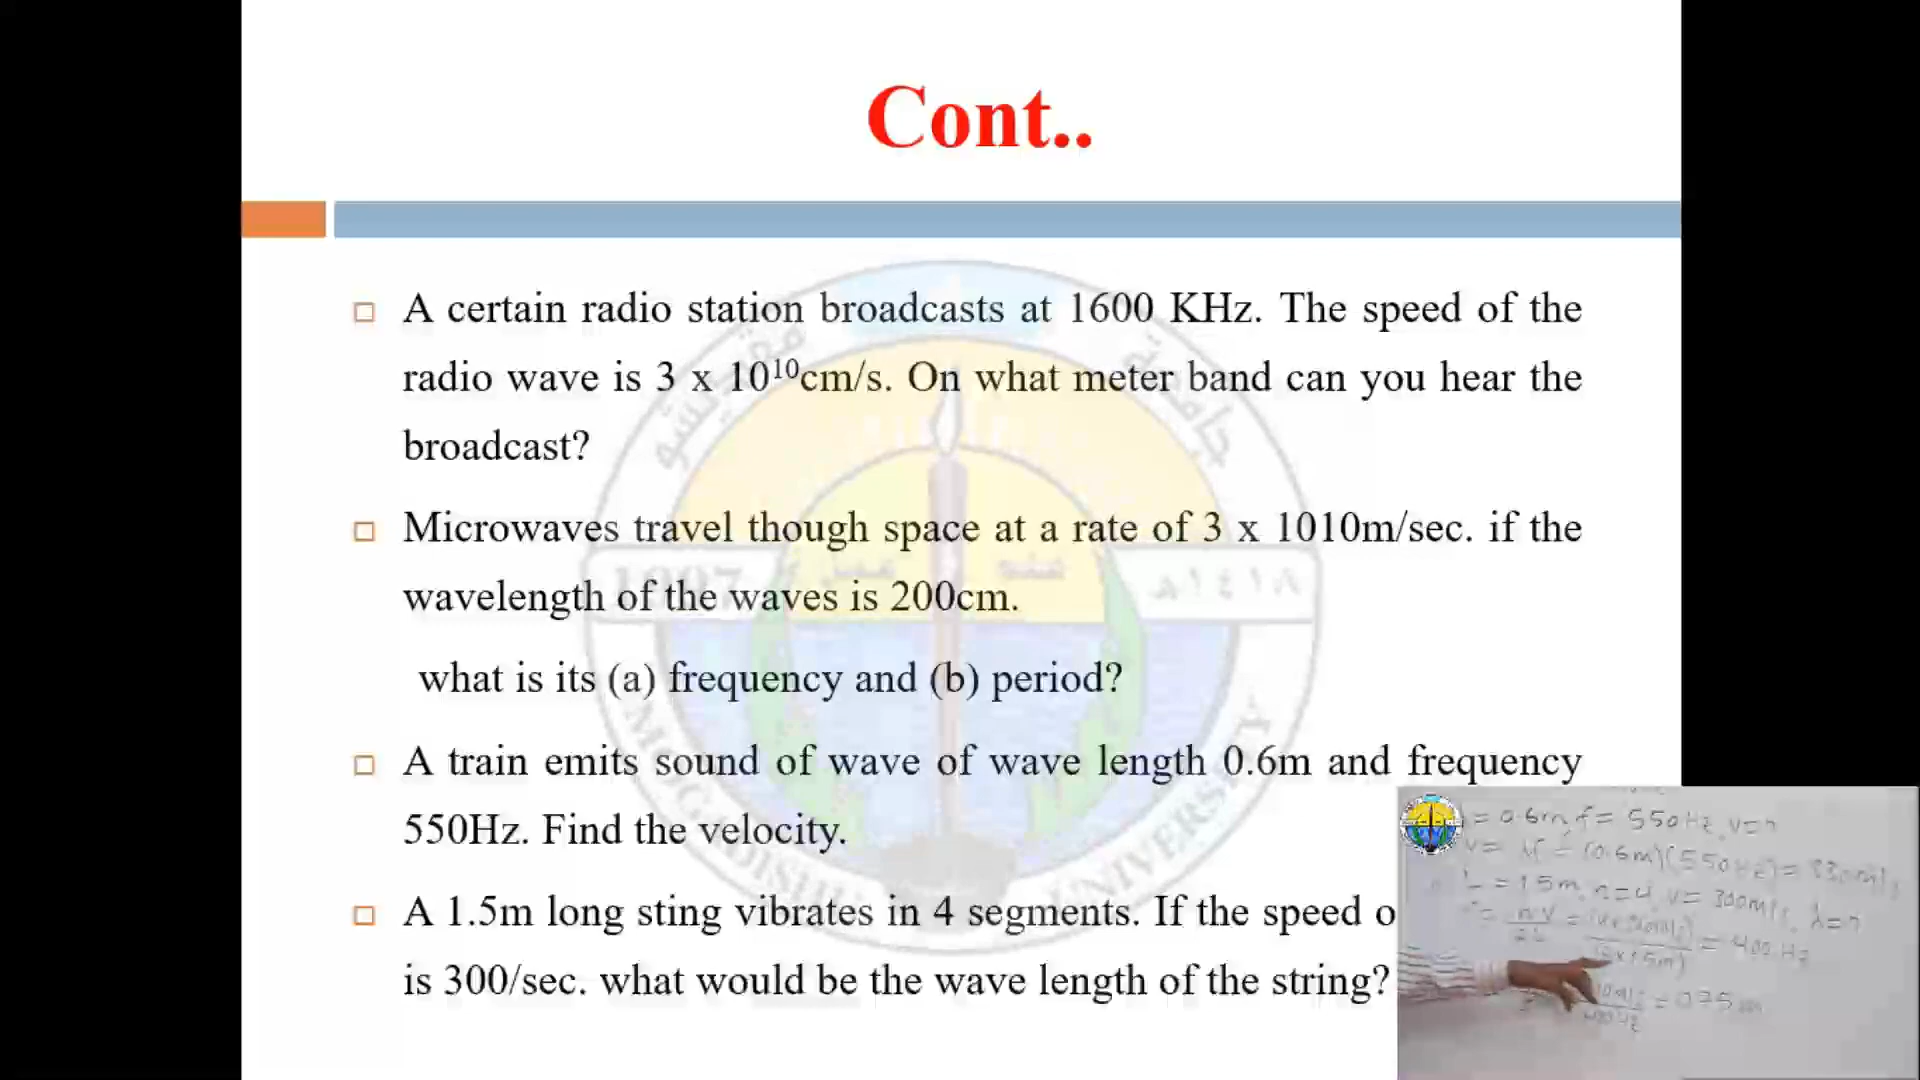 Cont..
A certain radio station broadcasts at 1600 KHz. The speed of the
radio wave is 3 x 10¹⁰cm/s. On what meter band can you hear the
broadcast?
Microwaves travel though space at a rate of 3 x 1010m/sec. if the
wavelength of the waves is 200cm.
what is its (a) frequency and (b) period?
A train emits sound of wave of wave length 0.6m and frequency
550Hz. Find the velocity.
A 1.5m long sting vibrates in 4 segments. If the speed o
is 300/sec. what would be the wave length of the string?
1997
١٤١٨
MOGADISHU UNIVERSITY
= 0.6m, f = 550Hz, v=?
v = λf = (0.6m)(550Hz) = 330m/s
L = 1.5m, n=4, v= 300m/s, λ=?
= 400 Hz
= 0.75 m